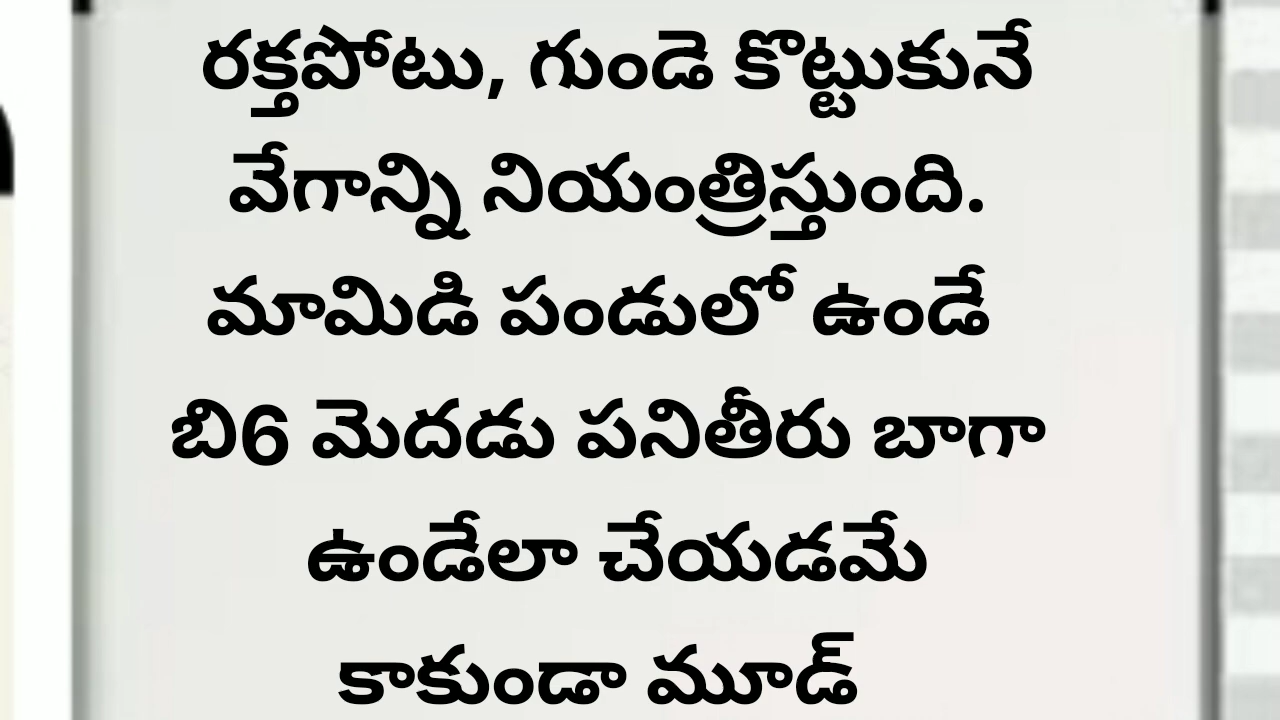 రక్తపోటు, గుండె కొట్టుకునే
వేగాన్ని నియంత్రిస్తుంది.
మామిడి పండులో ఉండే
బి6 మెదడు పనితీరు బాగా
ఉండేలా చేయడమే
కాకుండా మూడ్